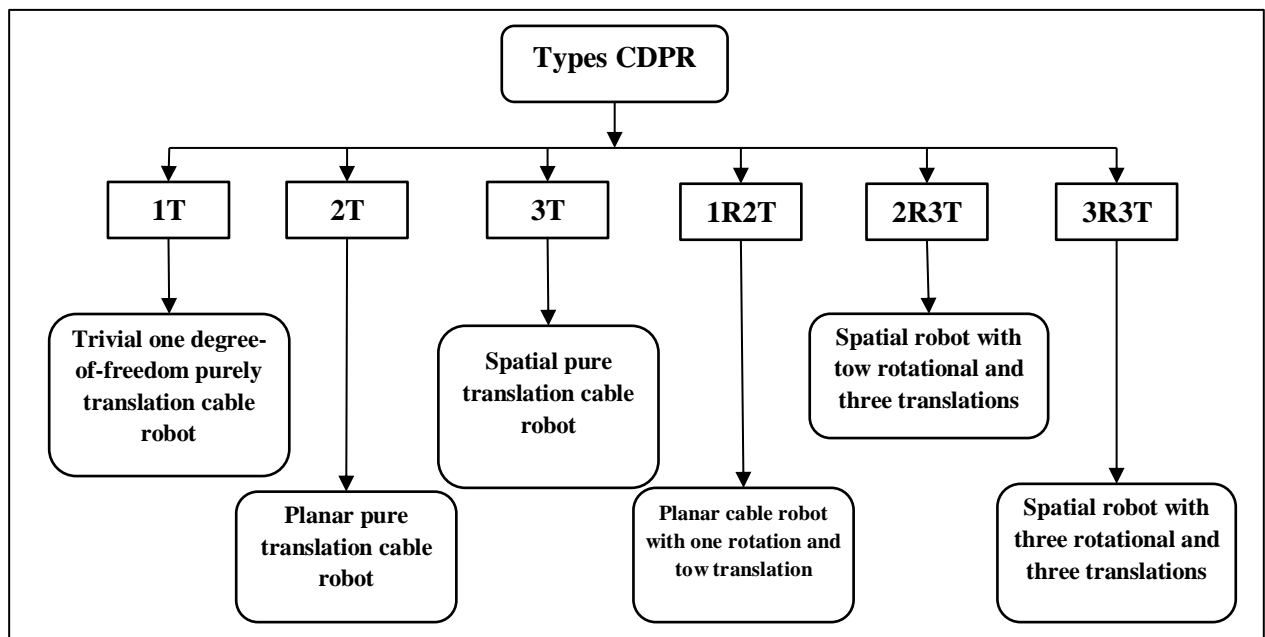 Types CDPR
1T
2T
3T
1R2T
2R3T
3R3T
Trivial one degree-
of-freedom purely
translation cable
robot
Planar pure
translation cable
robot
Spatial pure
translation cable
robot
Planar cable robot
with one rotation and
tow translation
Spatial robot with
tow rotational and
three translations
Spatial robot with
three rotational and
three translations